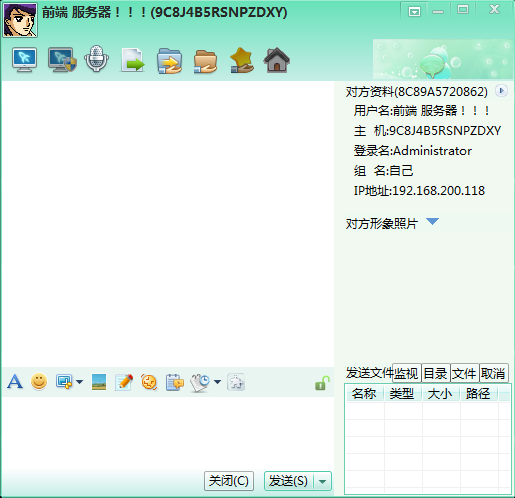 前端 服务器！！！(9C8J4B5RSNPZDXY)
对方资料(8C89A5720862)
用户名:前端 服务器！！！
主  机:9C8J4B5RSNPZDXY
登录名:Administrator
组  名:自己
IP地址:192.168.200.118
对方形象照片
发送文件 监视 目录 文件 取消
名称 类型 大小 路径
关闭(C) 发送(S)